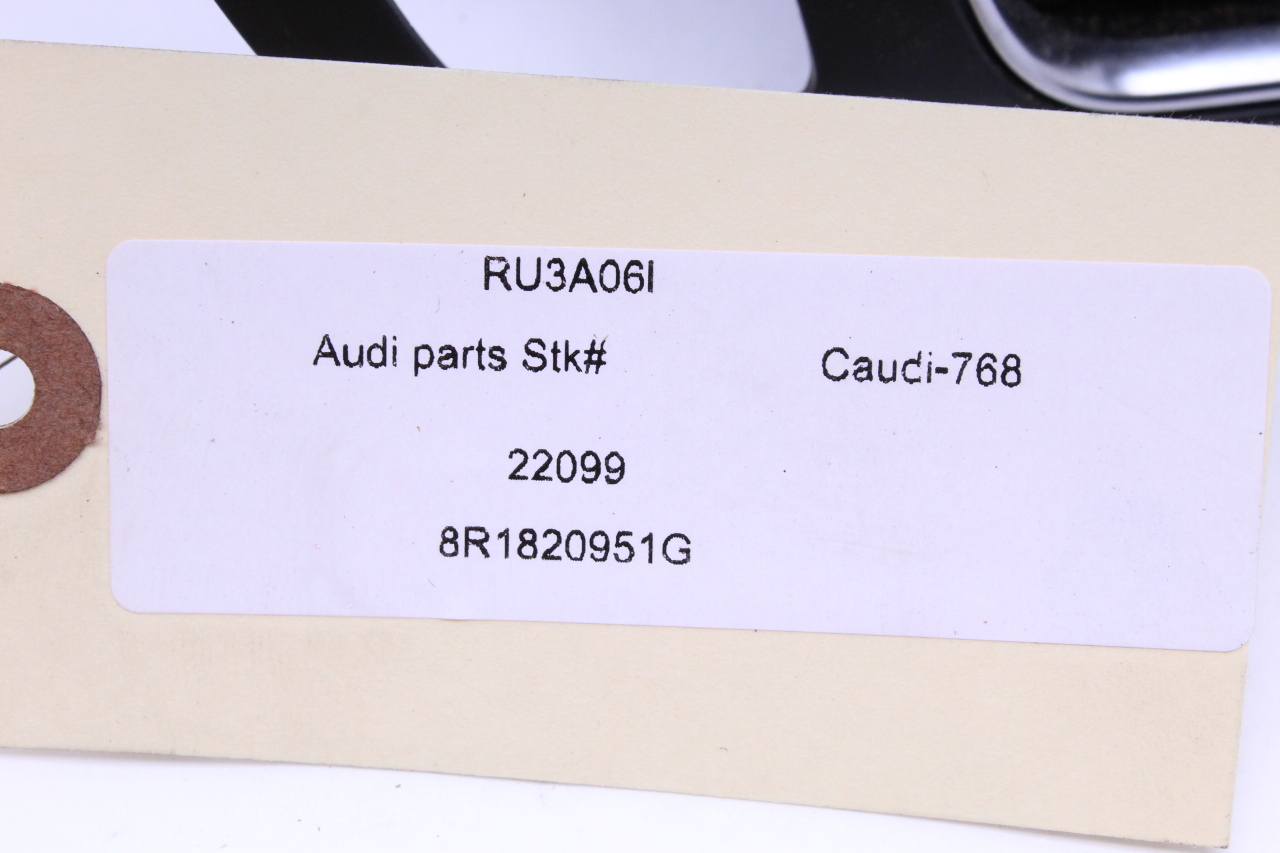 RU3A06I
Audi parts Stk# Caudi-768
22099
8R1820951G